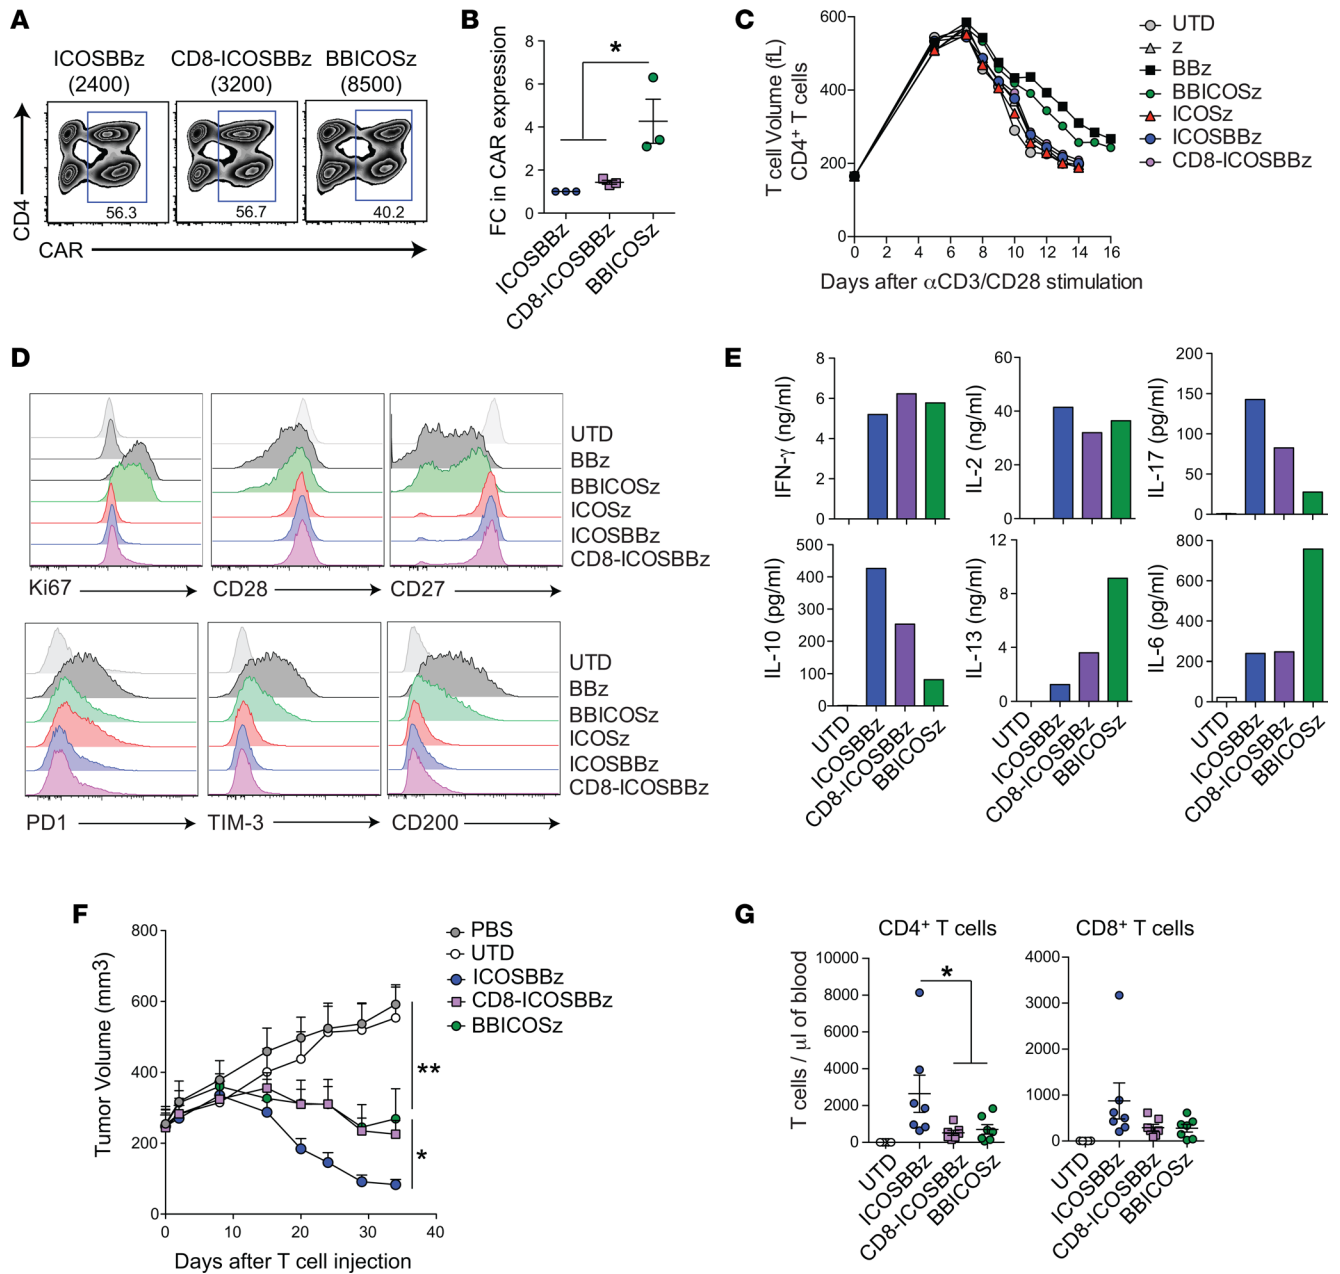 A
ICOSBBz
(2400)
CD8-ICOSBBz
(3200)
BBICOSz
(8500)
CD4
56.3
56.7
40.2
CAR
B
FC in CAR expression
8
6
4
2
0
*
ICOSBBz
CD8-ICOSBBz
BBICOSz
C
T cell Volume (fL)
CD4+ T cells
600
400
200
0
0 2 4 6 8 10 12 14 16
Days after αCD3/CD28 stimulation
UTD
z
BBz
BBICOSz
ICOSz
ICOSBBz
CD8-ICOSBBz
D
UTD
BBz
BBICOSz
ICOSz
ICOSBBz
CD8-ICOSBBz
Ki67
CD28
CD27
UTD
BBz
BBICOSz
ICOSz
ICOSBBz
CD8-ICOSBBz
PD1
TIM-3
CD200
E
IFN-γ (ng/ml)
8
6
4
2
0
IL-2 (ng/ml)
60
40
20
0
IL-17 (pg/ml)
200
150
100
50
0
IL-10 (pg/ml)
500
400
300
200
100
0
UTD
ICOSBBz
CD8-ICOSBBz
BBICOSz
IL-13 (ng/ml)
12
8
4
0
UTD
ICOSBBz
CD8-ICOSBBz
BBICOSz
IL-6 (pg/ml)
800
600
400
200
0
UTD
ICOSBBz
CD8-ICOSBBz
BBICOSz
F
Tumor Volume (mm3)
800
600
400
200
0
0 10 20 30 40
Days after T cell injection
PBS
UTD
ICOSBBz
CD8-ICOSBBz
BBICOSz
**
*
G
CD4+ T cells
T cells / μl of blood
10000
8000
6000
4000
2000
0
*
UTD
ICOSBBz
CD8-ICOSBBz
BBICOSz
CD8+ T cells
4000
3000
2000
1000
0
UTD
ICOSBBz
CD8-ICOSBBz
BBICOSz